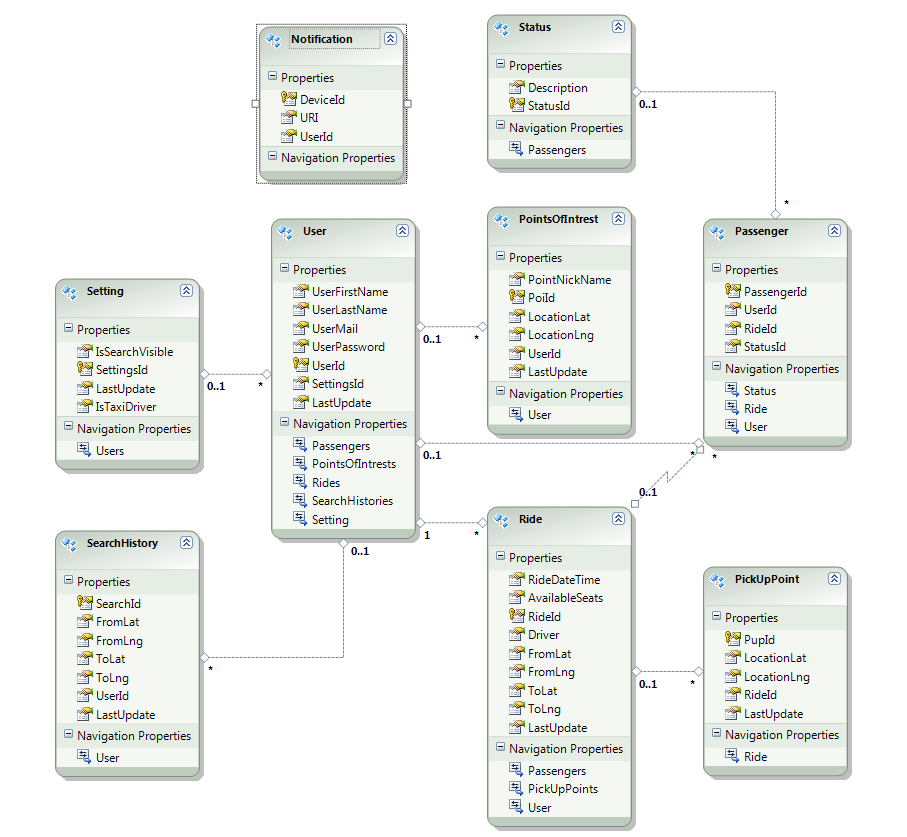 Notification
Properties
DeviceId
URI
UserId
Navigation Properties
Status
Properties
Description
StatusId
Navigation Properties
Passengers
0..1
*
User
Properties
UserFirstName
UserLastName
UserMail
UserPassword
UserId
SettingsId
LastUpdate
Navigation Properties
Passengers
PointsOfIntrests
Rides
SearchHistories
Setting
PointsOfIntrest
Properties
PointNickName
PoiId
LocationLat
LocationLng
UserId
LastUpdate
Navigation Properties
User
Passenger
Properties
PassengerId
UserId
RideId
StatusId
Navigation Properties
Status
Ride
User
Setting
Properties
IsSearchVisible
SettingsId
LastUpdate
IsTaxiDriver
Navigation Properties
Users
0..1
*
0..1
*
0..1
*
*
0..1
1
*
0..1
*
SearchHistory
Properties
SearchId
FromLat
FromLng
ToLat
ToLng
UserId
LastUpdate
Navigation Properties
User
Ride
Properties
RideDateTime
AvailableSeats
RideId
Driver
FromLat
FromLng
ToLat
ToLng
LastUpdate
Navigation Properties
Passengers
PickUpPoints
User
0..1
*
PickUpPoint
Properties
PupId
LocationLat
LocationLng
RideId
LastUpdate
Navigation Properties
Ride